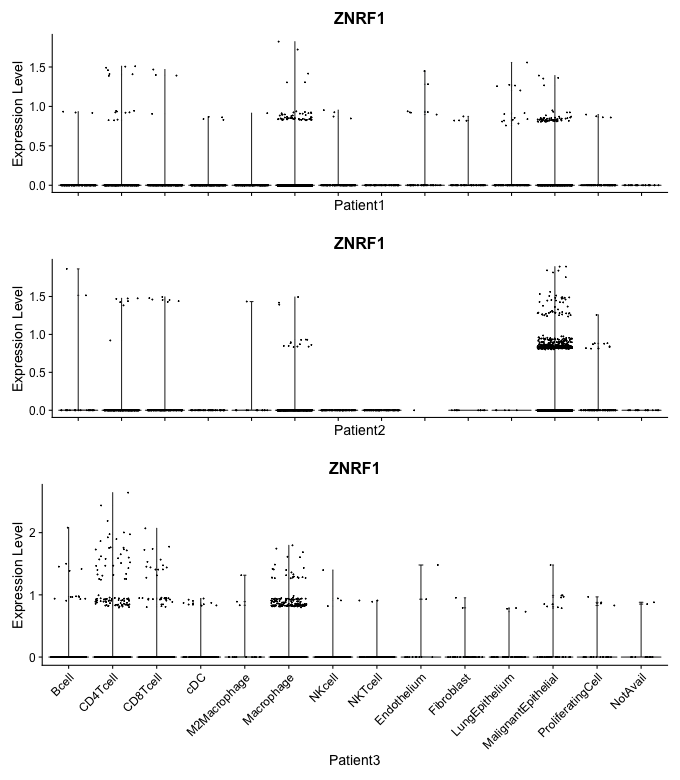 ZNRF1
Expression Level
1.5
1.0
0.5
0.0
Patient1
ZNRF1
Expression Level
1.5
1.0
0.5
0.0
Patient2
ZNRF1
Expression Level
2
1
0
Bcell
CD4Tcell
CD8Tcell
cDC
M2Macrophage
Macrophage
NKcell
NKTcell
Endothelium
Fibroblast
LungEpithelium
MalignantEpithelial
ProliferatingCell
NotAvail
Patient3